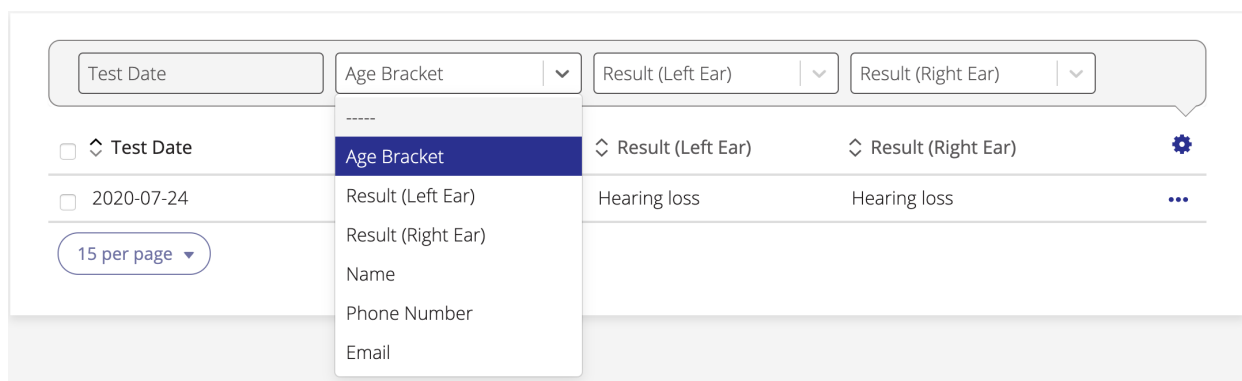 Test Date
Age Bracket
Result (Left Ear)
Result (Right Ear)
-----
Age Bracket
Result (Left Ear)
Result (Right Ear)
Name
Phone Number
Email
Test Date
Result (Left Ear)
Result (Right Ear)
2020-07-24
Hearing loss
Hearing loss
15 per page